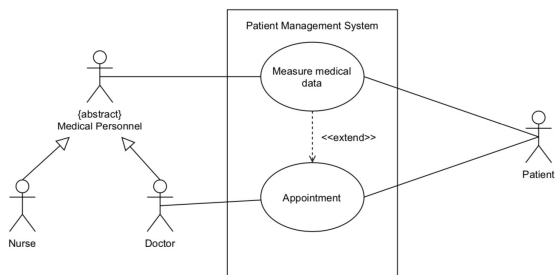 Patient Management System
Measure medical
data
{abstract}
Medical Personnel
<<extend>>
Patient
Appointment
Nurse
Doctor